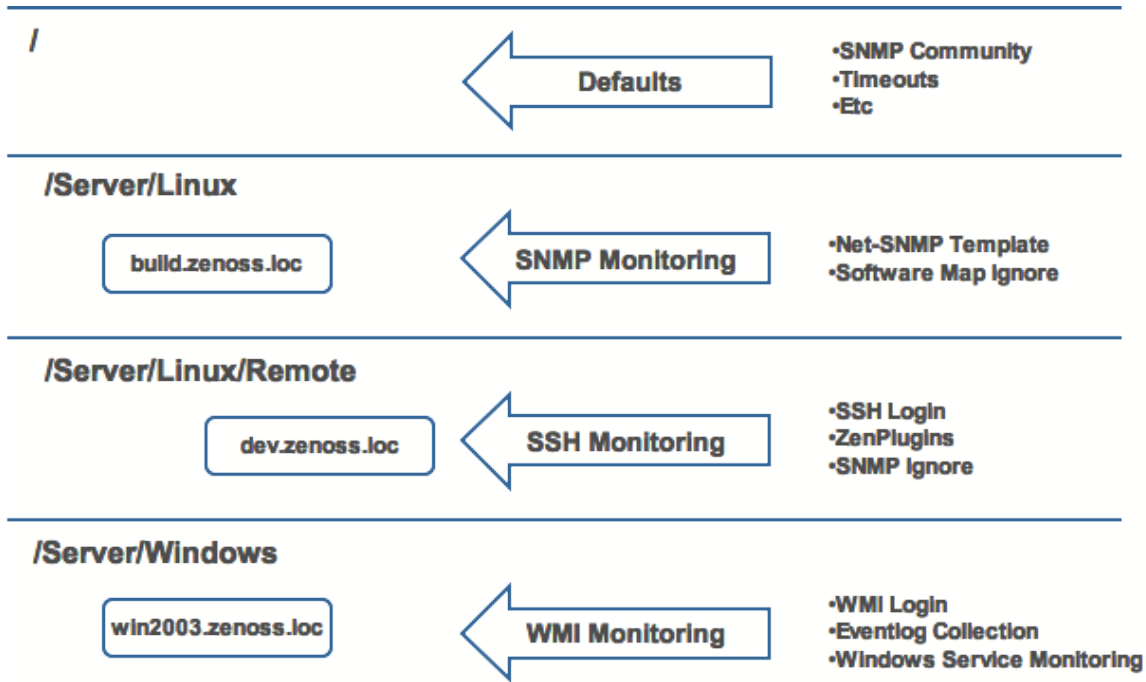 /
Defaults
•SNMP Community
•Timeouts
•Etc
/Server/Linux
build.zenoss.loc
SNMP Monitoring
•Net-SNMP Template
•Software Map Ignore
/Server/Linux/Remote
dev.zenoss.loc
SSH Monitoring
•SSH Login
•ZenPlugins
•SNMP Ignore
/Server/Windows
win2003.zenoss.loc
WMI Monitoring
•WMI Login
•Eventlog Collection
•Windows Service Monitoring